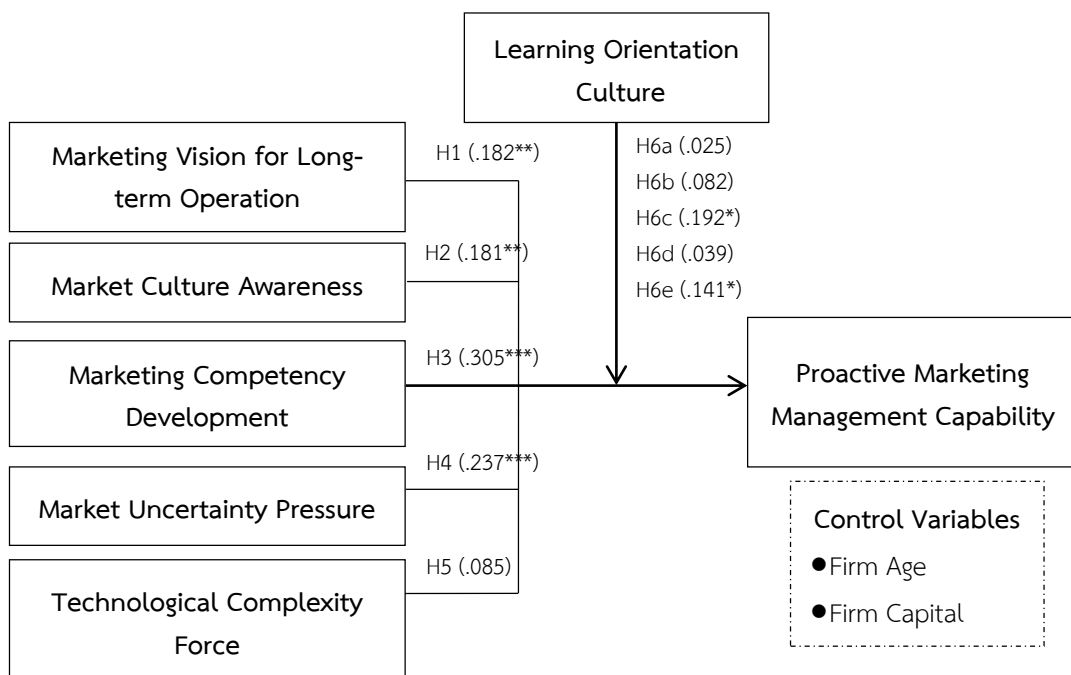 Learning Orientation
Culture
Marketing Vision for Long-
term Operation
H1 (.182**)
H6a (.025)
H6b (.082)
H6c (.192*)
H6d (.039)
H6e (.141*)
Market Culture Awareness
H2 (.181**)
Marketing Competency
Development
H3 (.305***)
Proactive Marketing
Management Capability
Market Uncertainty Pressure
H4 (.237***)
Technological Complexity
Force
H5 (.085)
Control Variables
●Firm Age
●Firm Capital